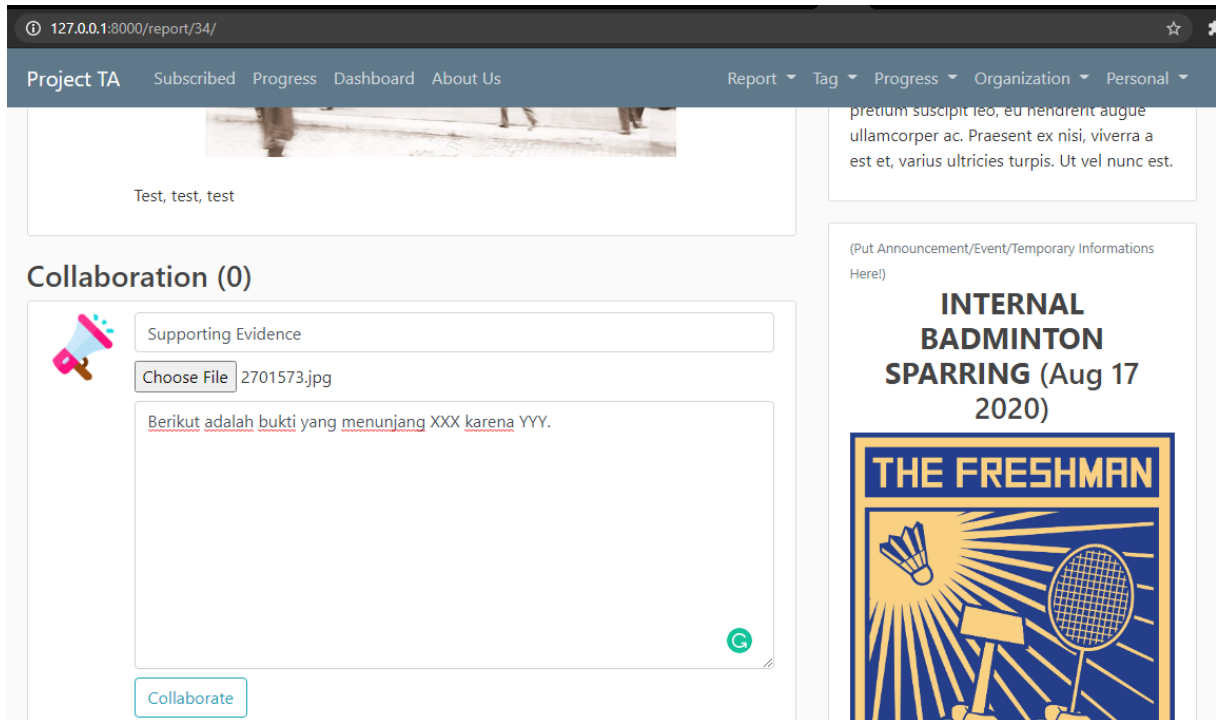 127.0.0.1:8000/report/34/
Project TA Subscribed Progress Dashboard About Us Report Tag Progress Organization Personal
pretium suscipit leo, eu hendrerit augue
ullamcorper ac. Praesent ex nisi, viverra a
est et, varius ultricies turpis. Ut vel nunc est.
Test, test, test
Collaboration (0)
Supporting Evidence
Choose File 2701573.jpg
Berikut adalah bukti yang menunjang XXX karena YYY.
Collaborate
(Put Announcement/Event/Temporary Informations
Here!)
INTERNAL
BADMINTON
SPARRING (Aug 17
2020)
THE FRESHMAN